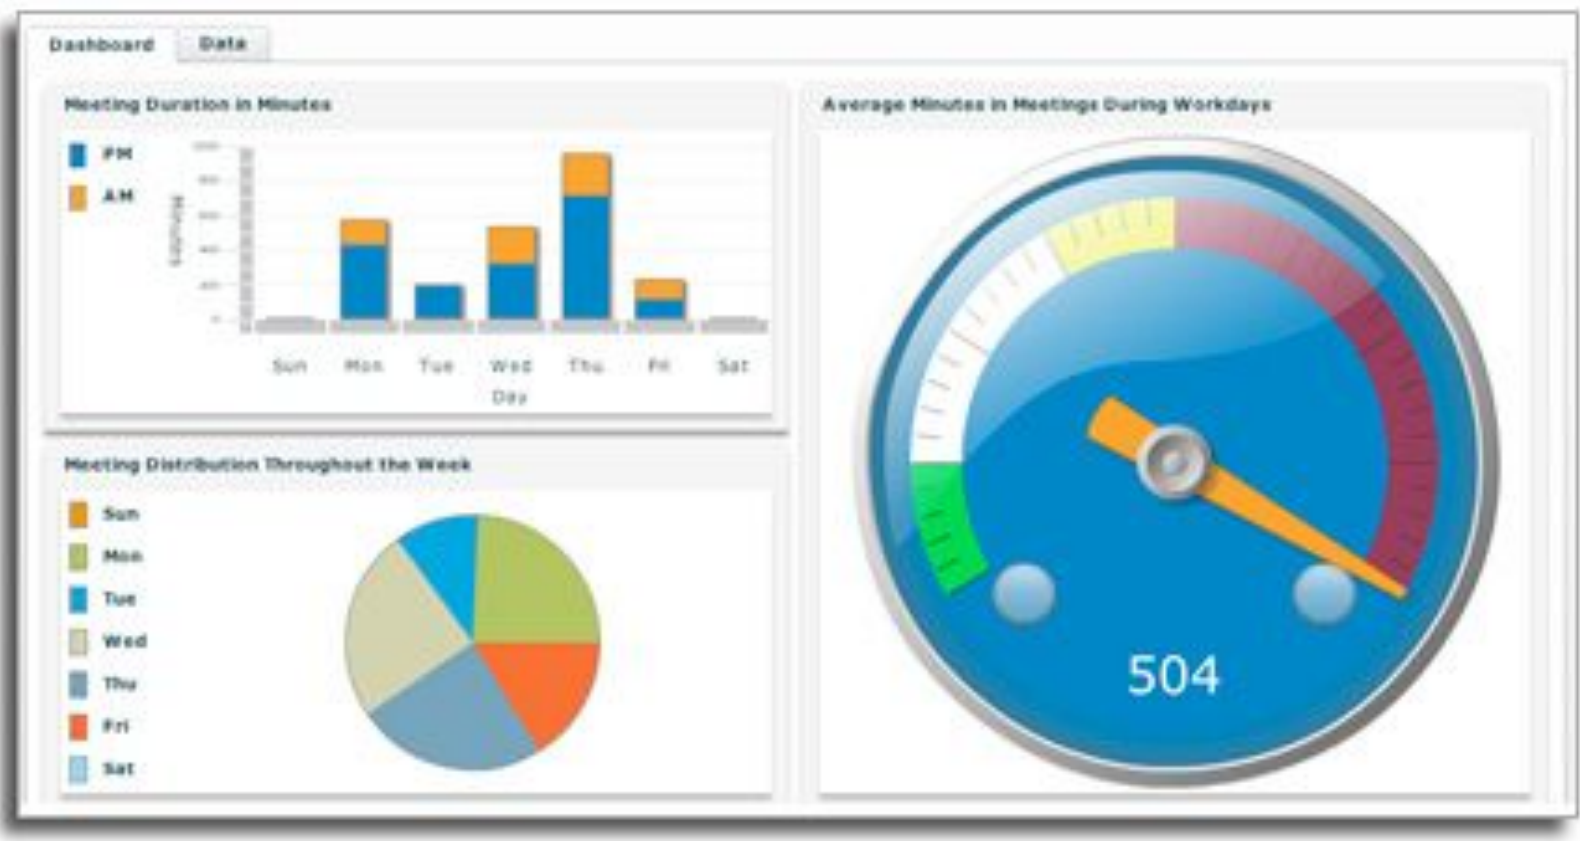 Dashboard
Data
Meeting Duration in Minutes
PM
AM
Minutes
Sun
Mon
Tue
Wed
Thu
Fri
Sat
Day
Meeting Distribution Throughout the Week
Sun
Mon
Tue
Wed
Thu
Fri
Sat
Average Minutes in Meetings During Workdays
504